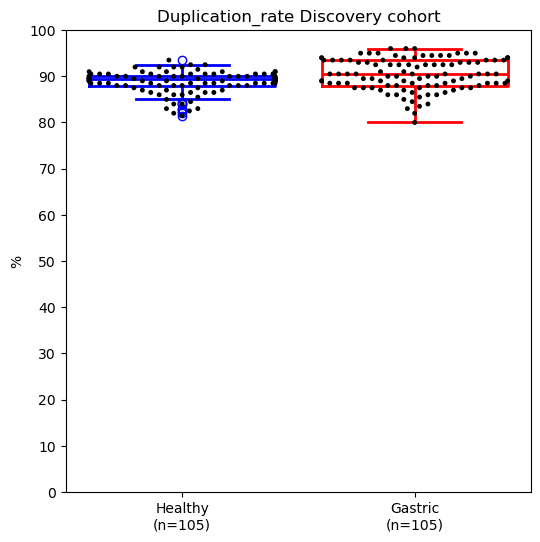 Duplication_rate Discovery cohort
100
90
80
70
60
50
40
30
20
10
0
%
Healthy
(n=105)
Gastric
(n=105)